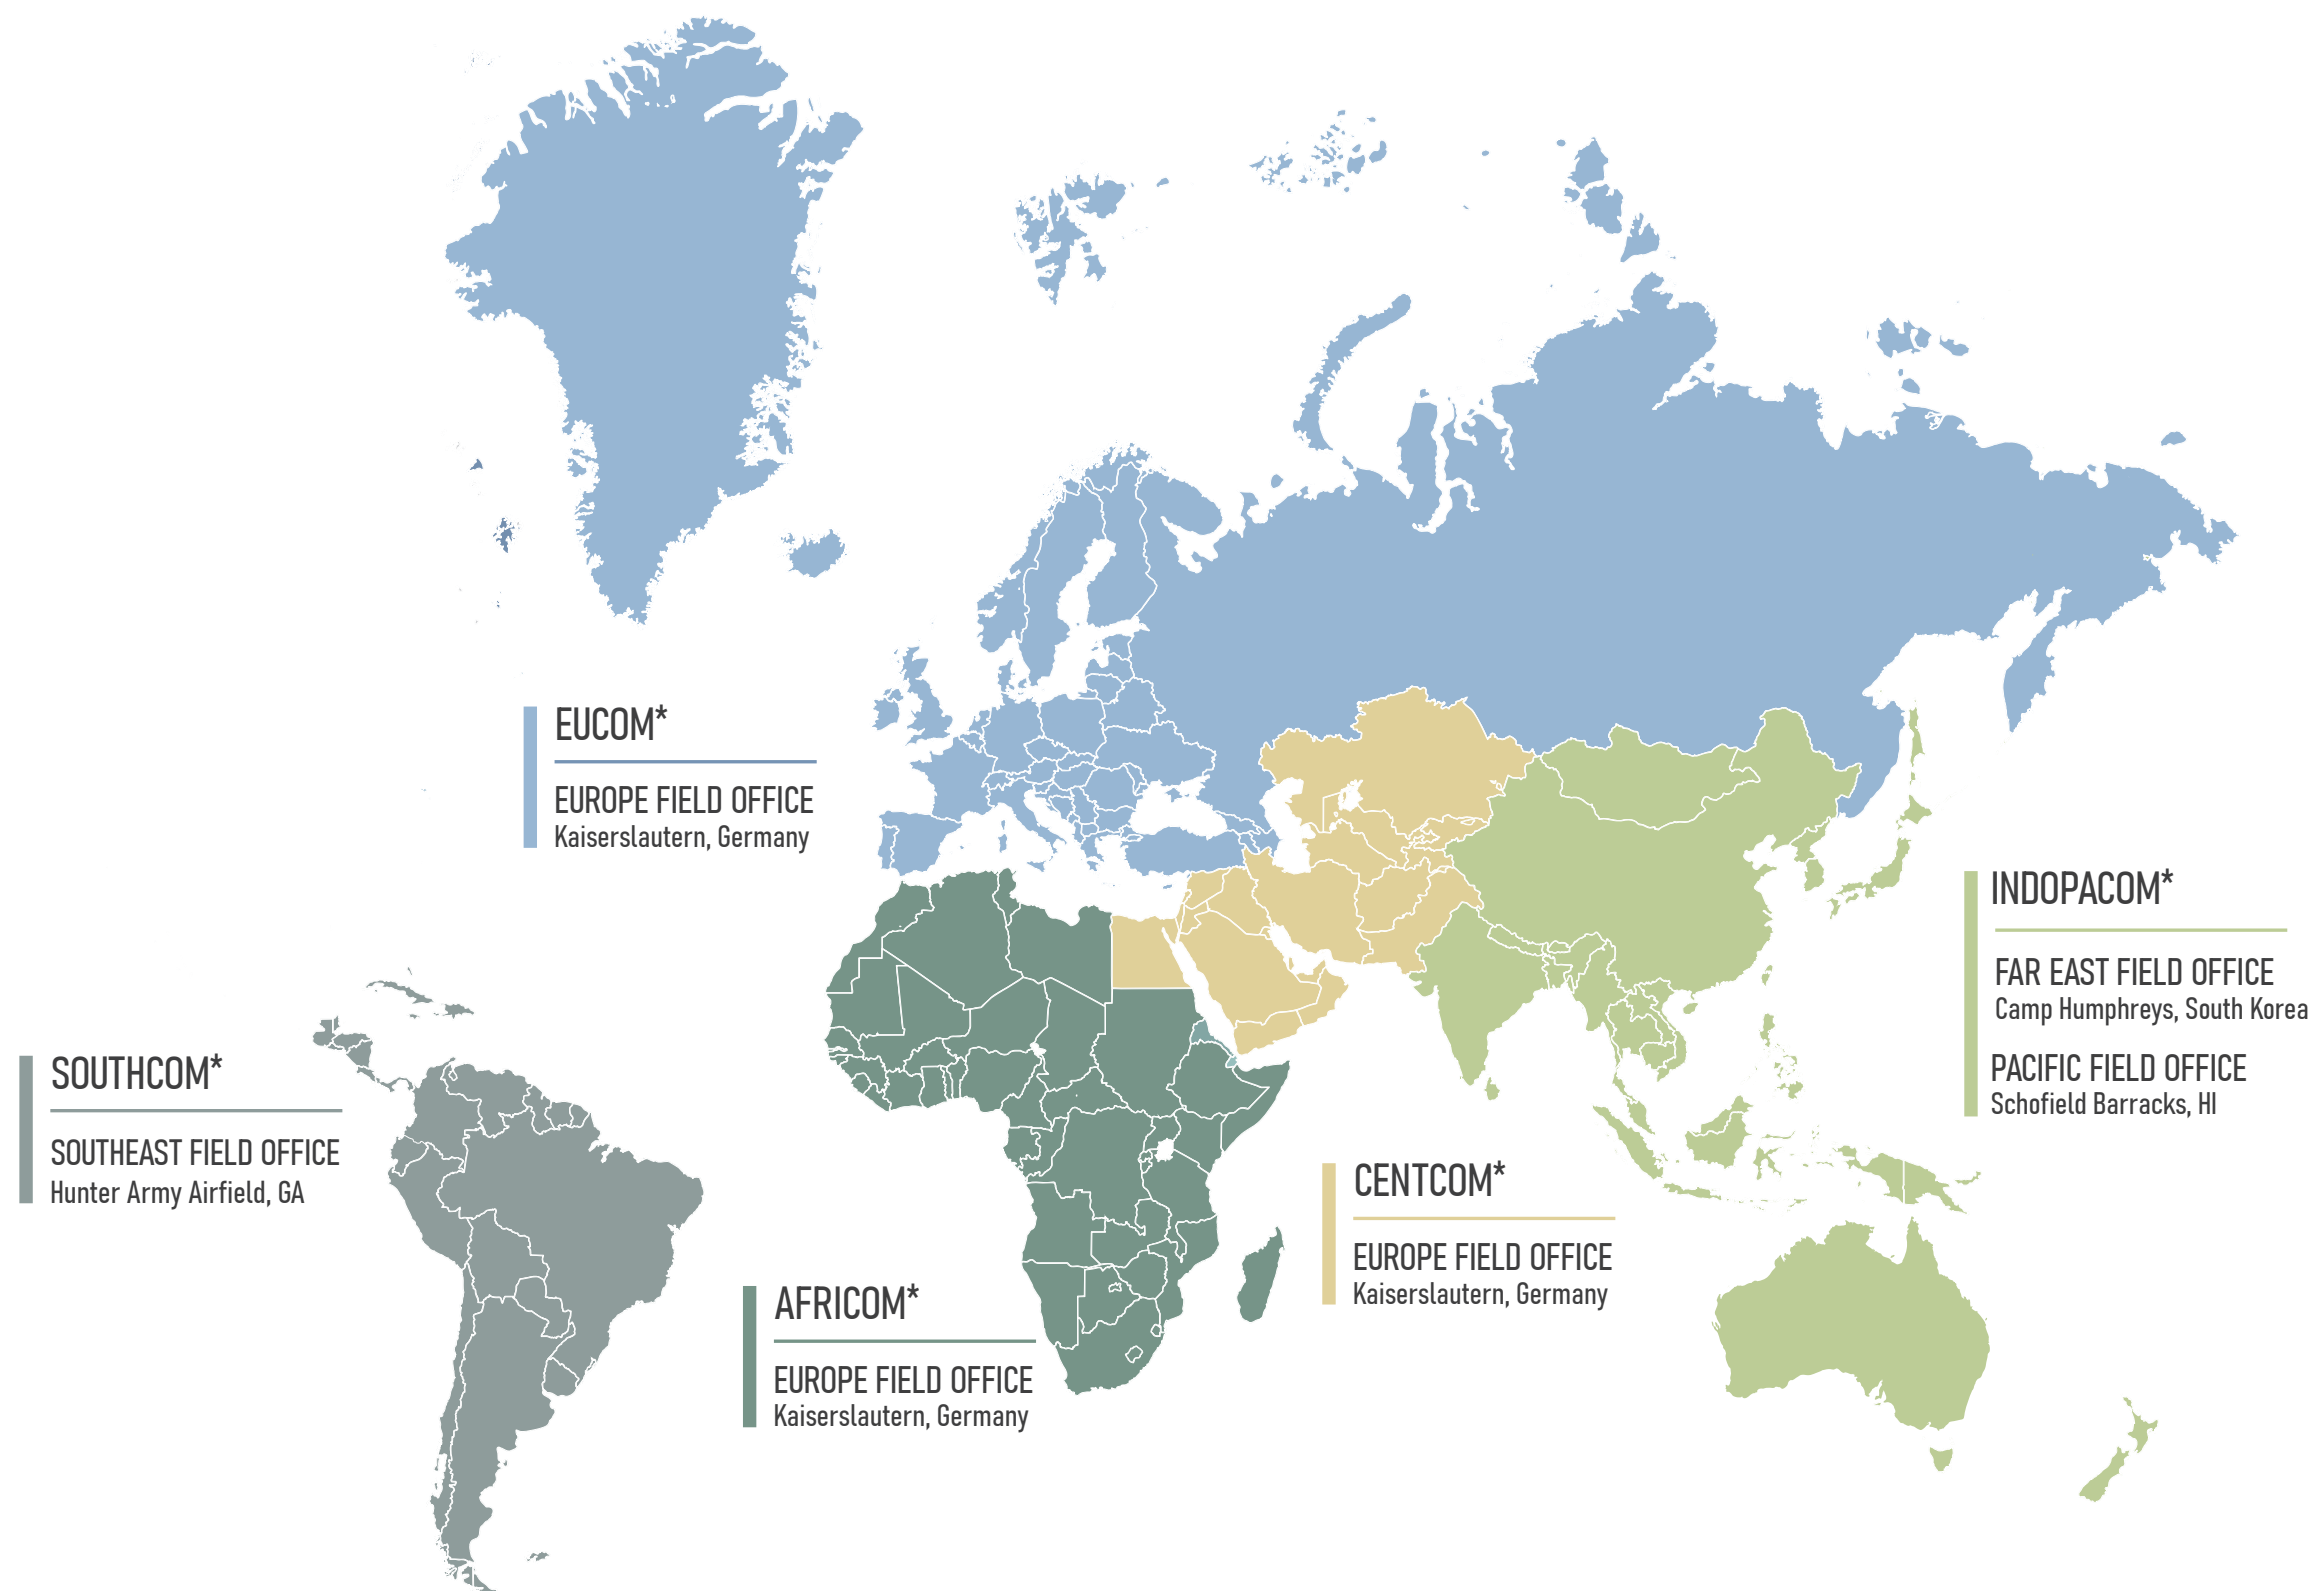 EUCOM*
EUROPE FIELD OFFICE
Kaiserslautern, Germany
INDOPACOM*
FAR EAST FIELD OFFICE
Camp Humphreys, South Korea
PACIFIC FIELD OFFICE
Schofield Barracks, HI
SOUTHCOM*
SOUTHEAST FIELD OFFICE
Hunter Army Airfield, GA
CENTCOM*
EUROPE FIELD OFFICE
Kaiserslautern, Germany
AFRICOM*
EUROPE FIELD OFFICE
Kaiserslautern, Germany